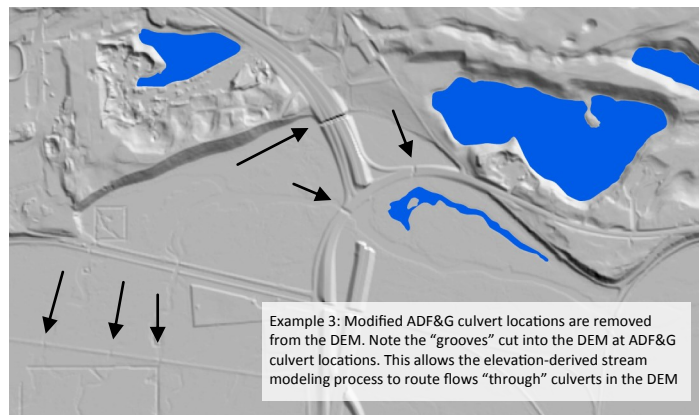 Example 3: Modified ADF&G culvert locations are removed
from the DEM. Note the “grooves” cut into the DEM at ADF&G
culvert locations. This allows the elevation-derived stream
modeling process to route flows “through” culverts in the DEM